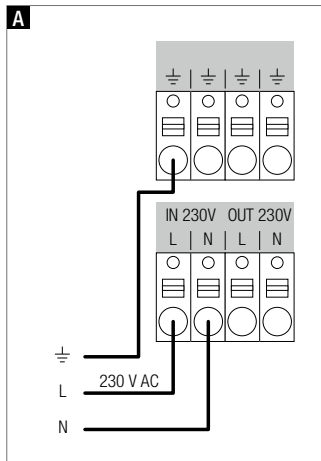 A
IN 230V OUT 230V
L | N | L | N
230 V AC
L
N